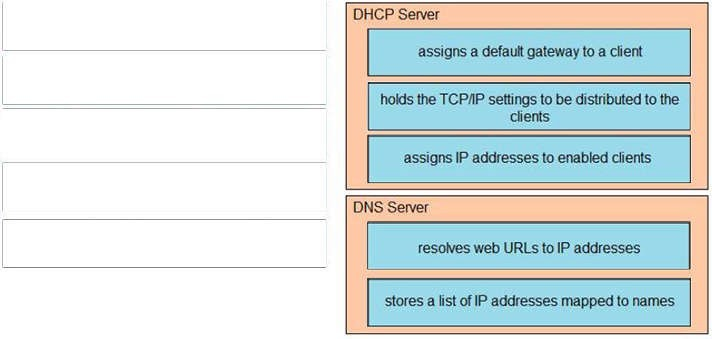 DHCP Server
assigns a default gateway to a client
holds the TCP/IP settings to be distributed to the
clients
assigns IP addresses to enabled clients
DNS Server
resolves web URLs to IP addresses
stores a list of IP addresses mapped to names